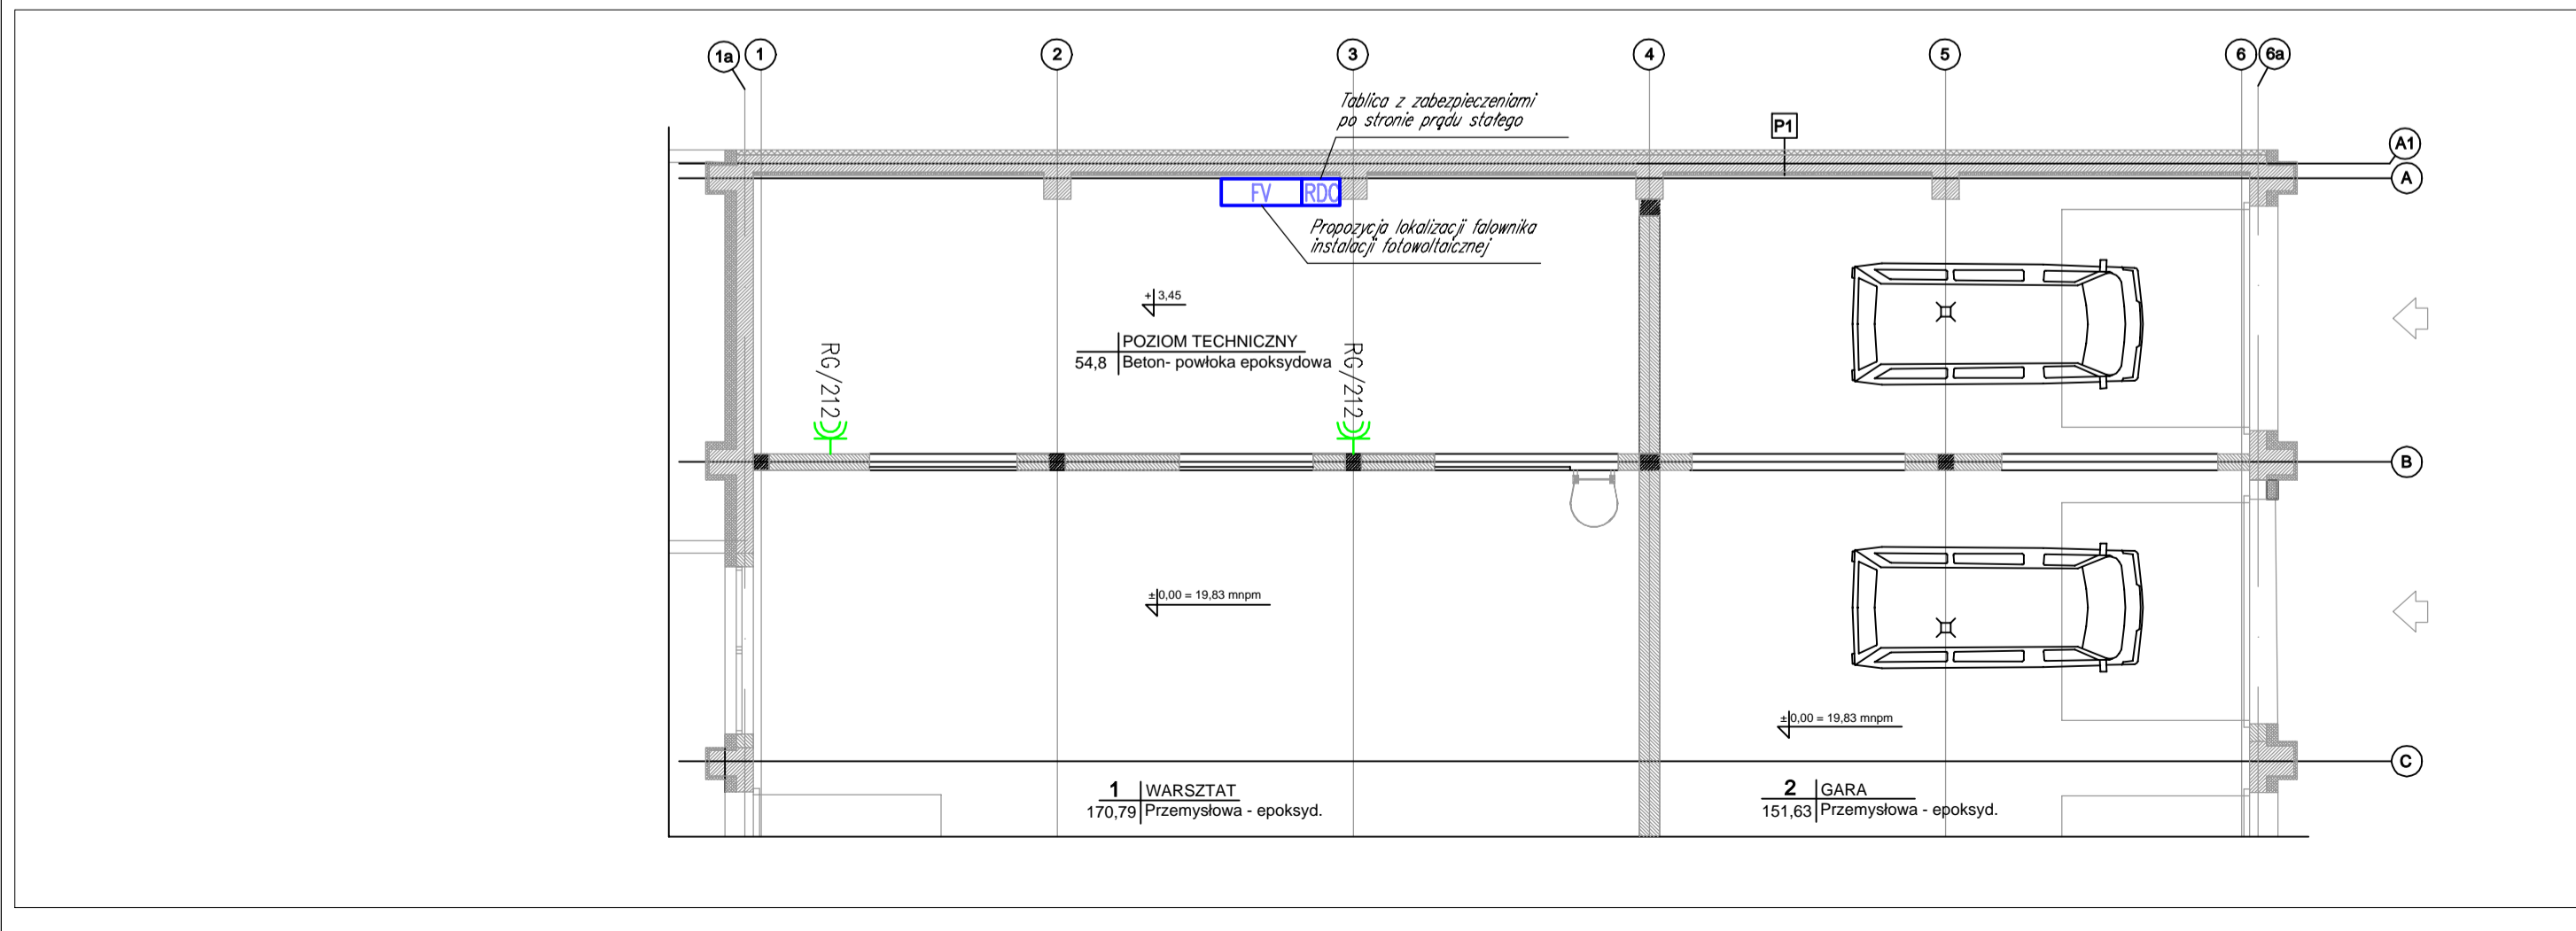 1a
1
2
3
4
5
6
6a
Tablica z zabezpieczeniami
po stronie prądu stałego
P1
A1
A
FV
RDC
Propozycja lokalizacji falownika
instalacji fotowoltaicznej
+ 3,45
POZIOM TECHNICZNY
54,8 Beton- powłoka epoksydowa
RG/212
RG/212
B
± 0,00 = 19,83 mnpm
± 0,00 = 19,83 mnpm
C
1 WARSZTAT
170,79 Przemysłowa - epoksyd.
2 GARA
151,63 Przemysłowa - epoksyd.